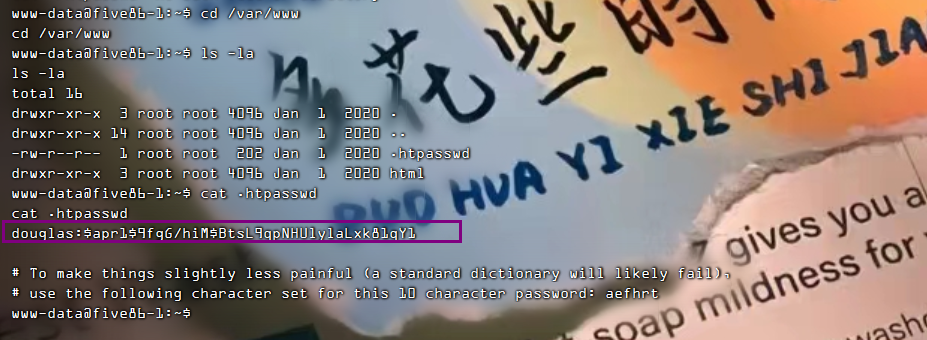 www-data@five86-1:~$ cd /var/www
cd /var/www
www-data@five86-1:~$ ls -la
ls -la
total 16
drwxr-xr-x  3 root root 4096 Jan  1  2020 .
drwxr-xr-x 14 root root 4096 Jan  1  2020 ..
-rw-r--r--  1 root root  202 Jan  1  2020 .htpasswd
drwxr-xr-x  3 root root 4096 Jan  1  2020 html
www-data@five86-1:~$ cat .htpasswd
cat .htpasswd
douglas:$apr1$9fgG/hiM$BtsL9qpNHUlylaLxk81qY1
# To make things slightly less painful (a standard dictionary will likely fail),
# use the following character set for this 10 character password: aefhrt
www-data@five86-1:~$
些时
HUA YI XIE SHI JIA
gives you a
soap mildness for